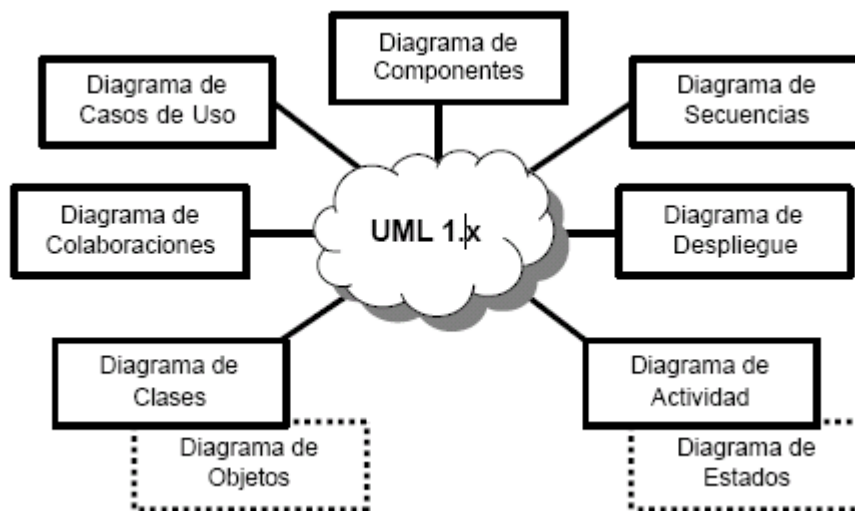 Diagrama de
Componentes
Diagrama de
Casos de Uso
Diagrama de
Secuencias
Diagrama de
Colaboraciones
UML 1.x
Diagrama de
Despliegue
Diagrama de
Clases
Diagrama de
Actividad
Diagrama de
Objetos
Diagrama de
Estados